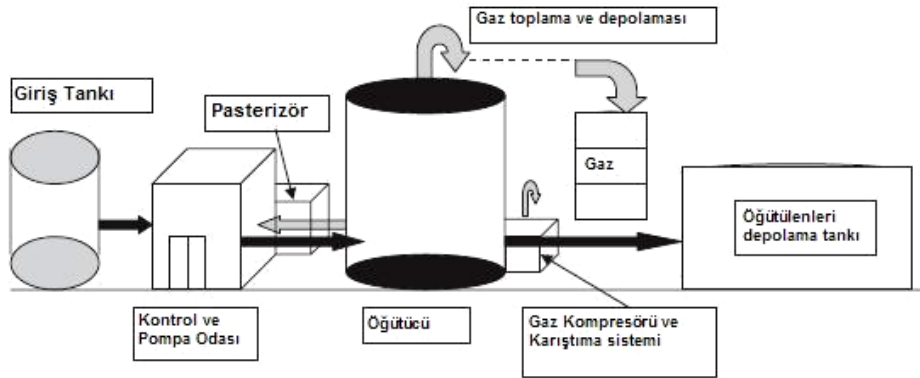 Gaz toplama ve depolaması
Giriş Tankı
Pasterizör
Gaz
Öğütülenleri
depolama tankı
Kontrol ve
Pompa Odası
Öğütücü
Gaz Kompresörü ve
Karıştıma sistemi